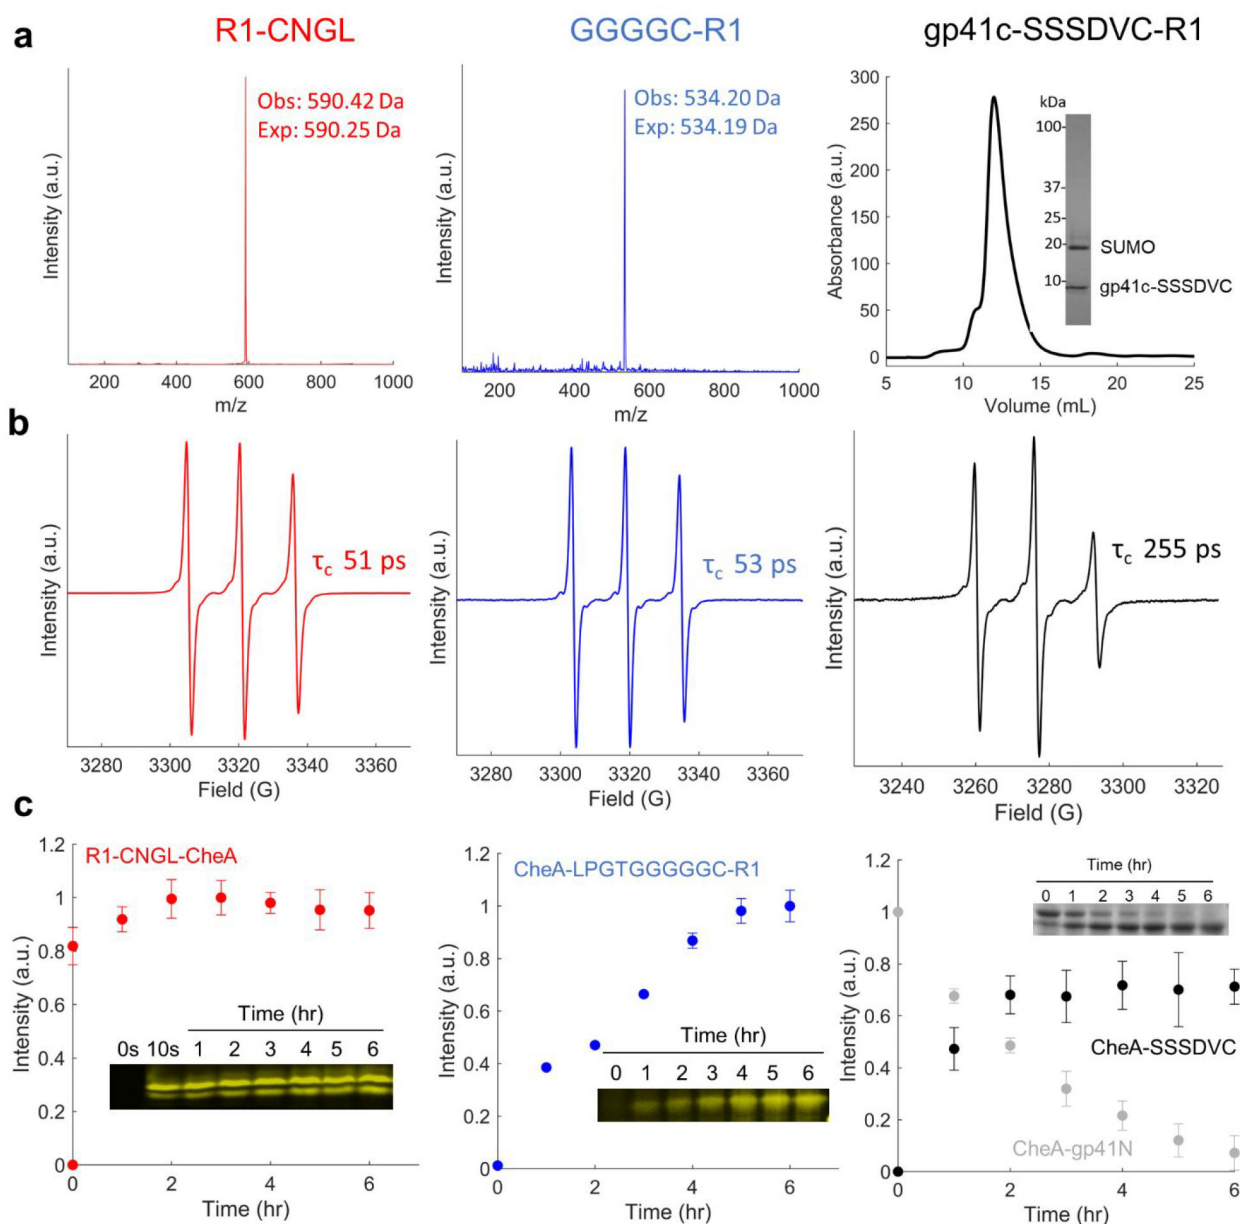 a
R1-CNGL
GGGGC-R1
gp41c-SSSDVC-R1
Obs: 590.42 Da
Exp: 590.25 Da
Intensity (a.u.)
200 400 600 800 1000
m/z
Obs: 534.20 Da
Exp: 534.19 Da
Intensity (a.u.)
200 400 600 800 1000
m/z
300
250
200
150
100
50
0
Absorbance (a.u.)
kDa
100
37
25
20
10
SUMO
gp41c-SSSDVC
5 10 15 20 25
Volume (mL)
b
Intensity (a.u.)
τc 51 ps
3280 3300 3320 3340 3360
Field (G)
Intensity (a.u.)
τc 53 ps
3280 3300 3320 3340 3360
Field (G)
Intensity (a.u.)
τc 255 ps
3240 3260 3280 3300 3320
Field (G)
c
1.2
1
0.8
0.6
0.4
0.2
0
Intensity (a.u.)
R1-CNGL-CheA
Time (hr)
0s 10s 1 2 3 4 5 6
0 2 4 6
Time (hr)
1.2
1
0.8
0.6
0.4
0.2
0
Intensity (a.u.)
CheA-LPGTGGGGGC-R1
Time (hr)
0 1 2 3 4 5 6
0 2 4 6
Time (hr)
1.2
1
0.8
0.6
0.4
0.2
0
Intensity (a.u.)
Time (hr)
0 1 2 3 4 5 6
CheA-SSSDVC
CheA-gp41N
0 2 4 6
Time (hr)